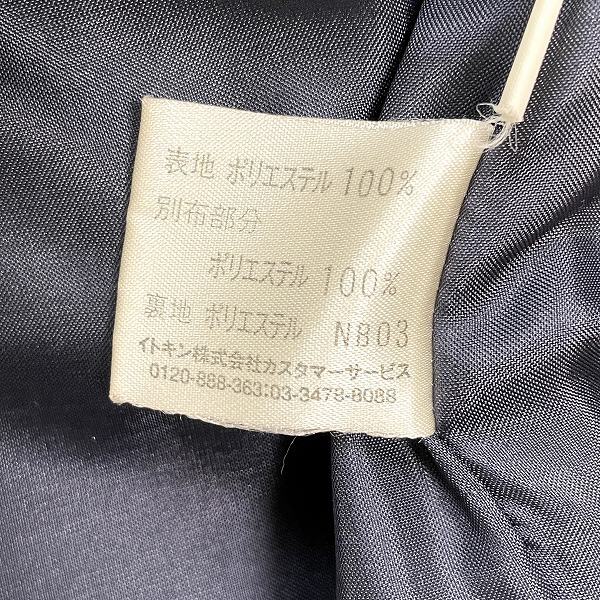 表地 ポリエステル 100%
別布部分
ポリエステル 100%
裏地 ポリエステル N803
イトキン株式会社カスタマーサービス
0120-888-363:03-3478-8088